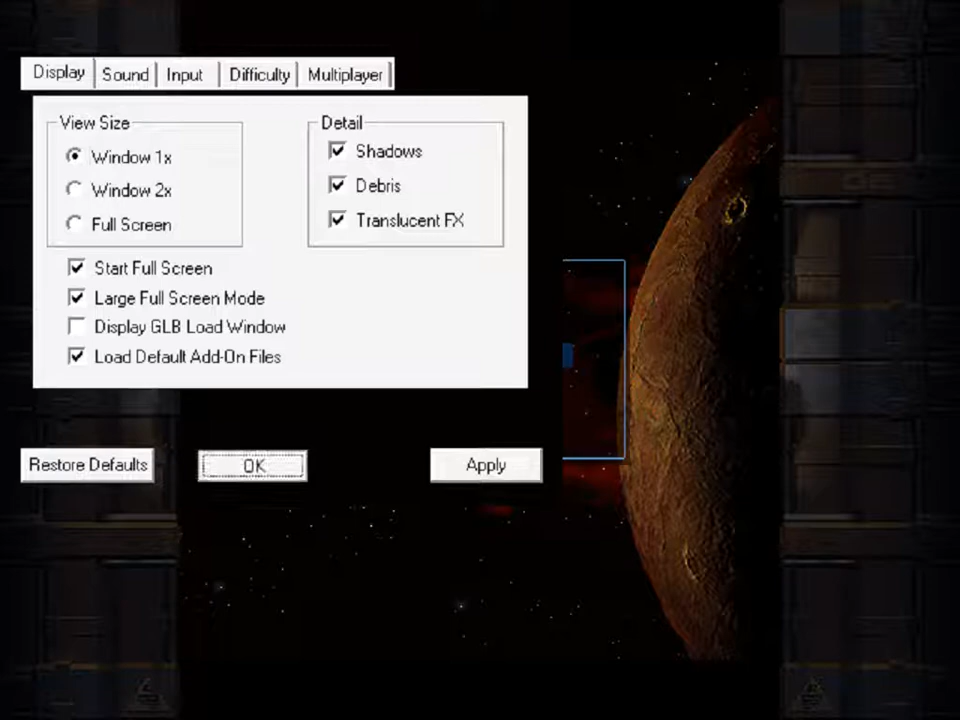 Display Sound Input Difficulty Multiplayer
View Size
Window 1x
Window 2x
Full Screen
Detail
Shadows
Debris
Translucent FX
Start Full Screen
Large Full Screen Mode
Display GLB Load Window
Load Default Add-On Files
Restore Defaults OK Apply